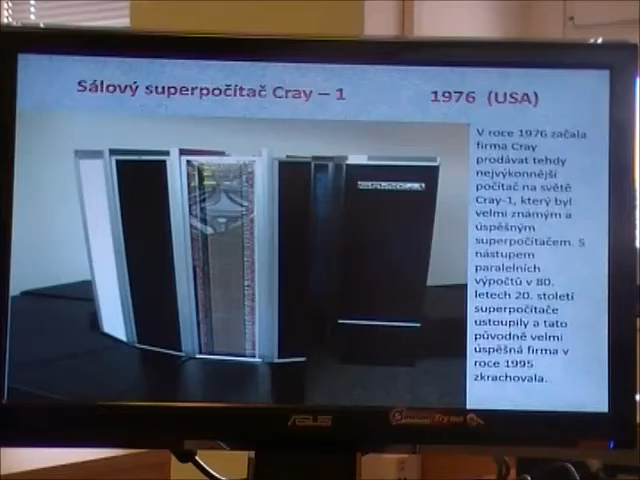 Sálový superpočítač Cray – 1 1976 (USA)
V roce 1976 začala
firma Cray
prodávat tehdy
nejvýkonnější
počítač na světě
Cray-1, který byl
velmi známým a
úspěšným
superpočítačem. S
nástupem
paralelních
výpočtů v 80.
letech 20. století
superpočítače
ustoupily a tato
původně velmi
úspěšná firma v
roce 1995
zkrachovala.
ASUS